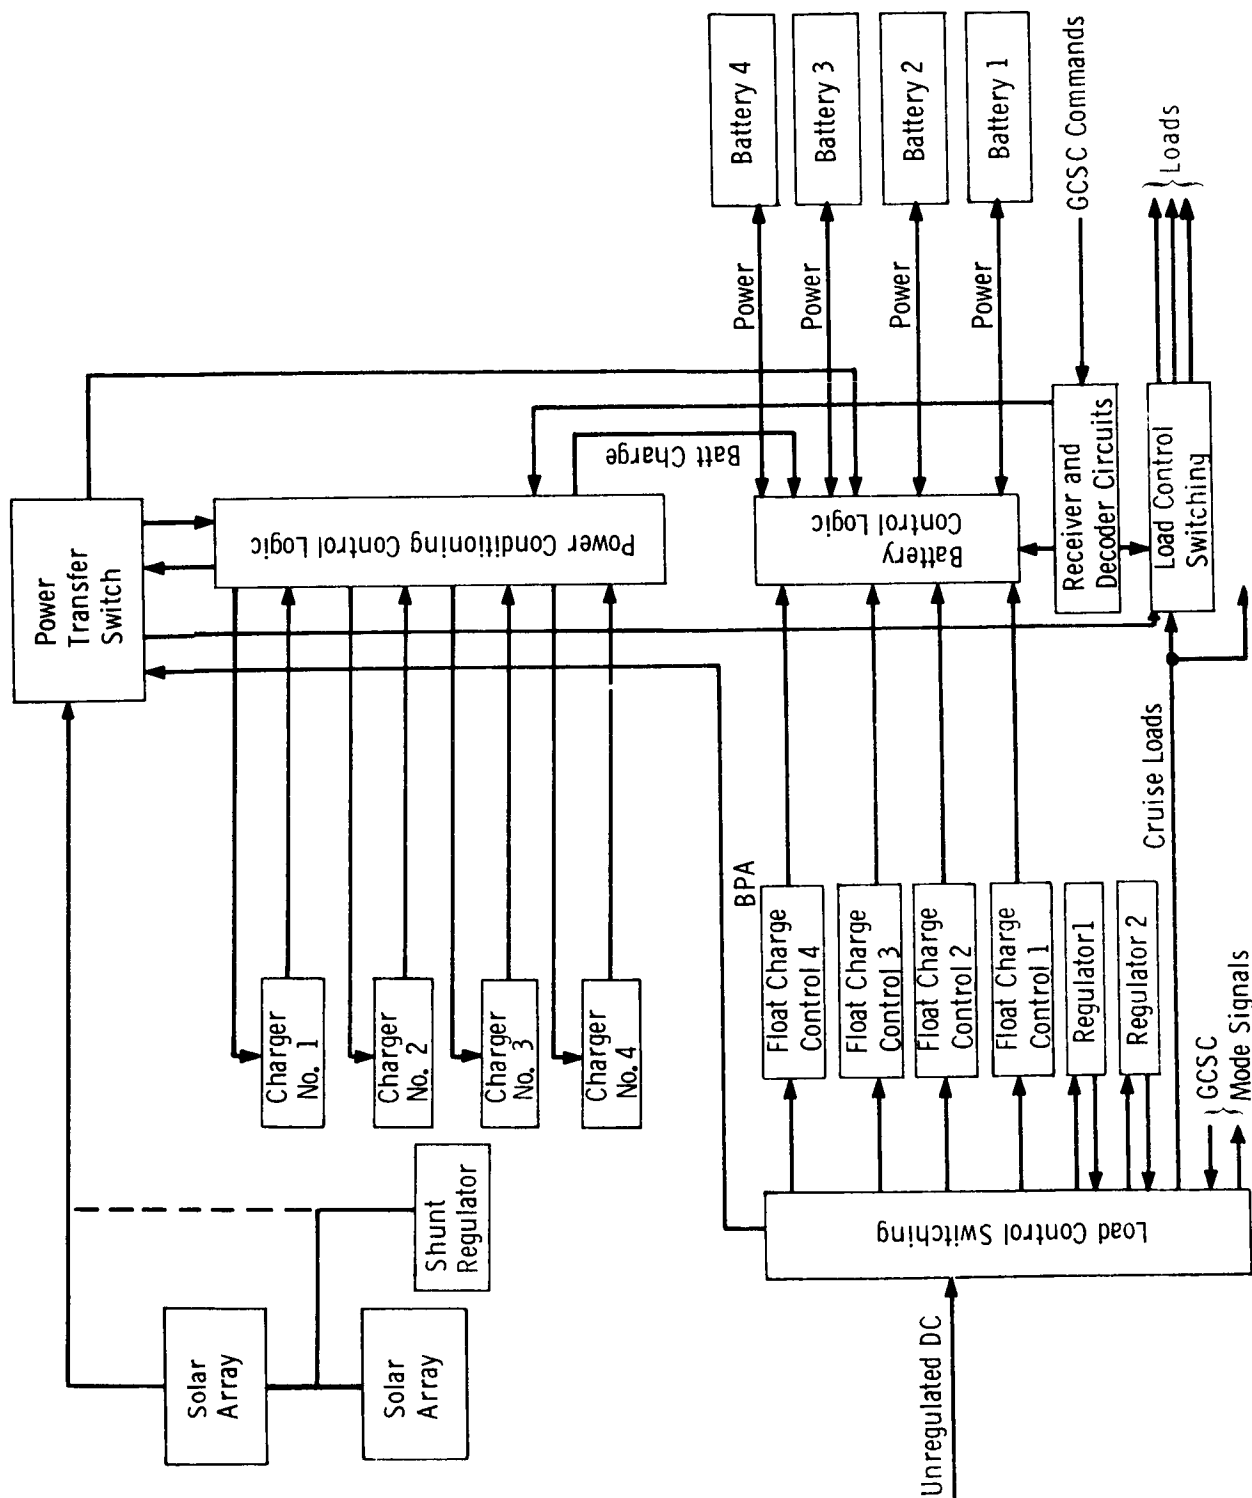 Power
Transfer
Switch
Solar
Array
Charger
No. 1
Power Conditioning Control Logic
Charger
No. 2
Solar
Array
Shunt
Regulator
Charger
No. 3
Charger
No. 4
Batt Charge
BPA
Power
Battery 4
Float Charge
Control 4
Power
Battery 3
Float Charge
Control 3
Battery
Control Logic
Power
Battery 2
Unregulated DC
Float Charge
Control 2
Power
Battery 1
Float Charge
Control 1
Load Control Switching
Regulator 1
Receiver and
Decoder Circuits
GCSC Commands
Regulator 2
Cruise Loads
Load Control
Switching
Loads
GCSC
Mode Signals